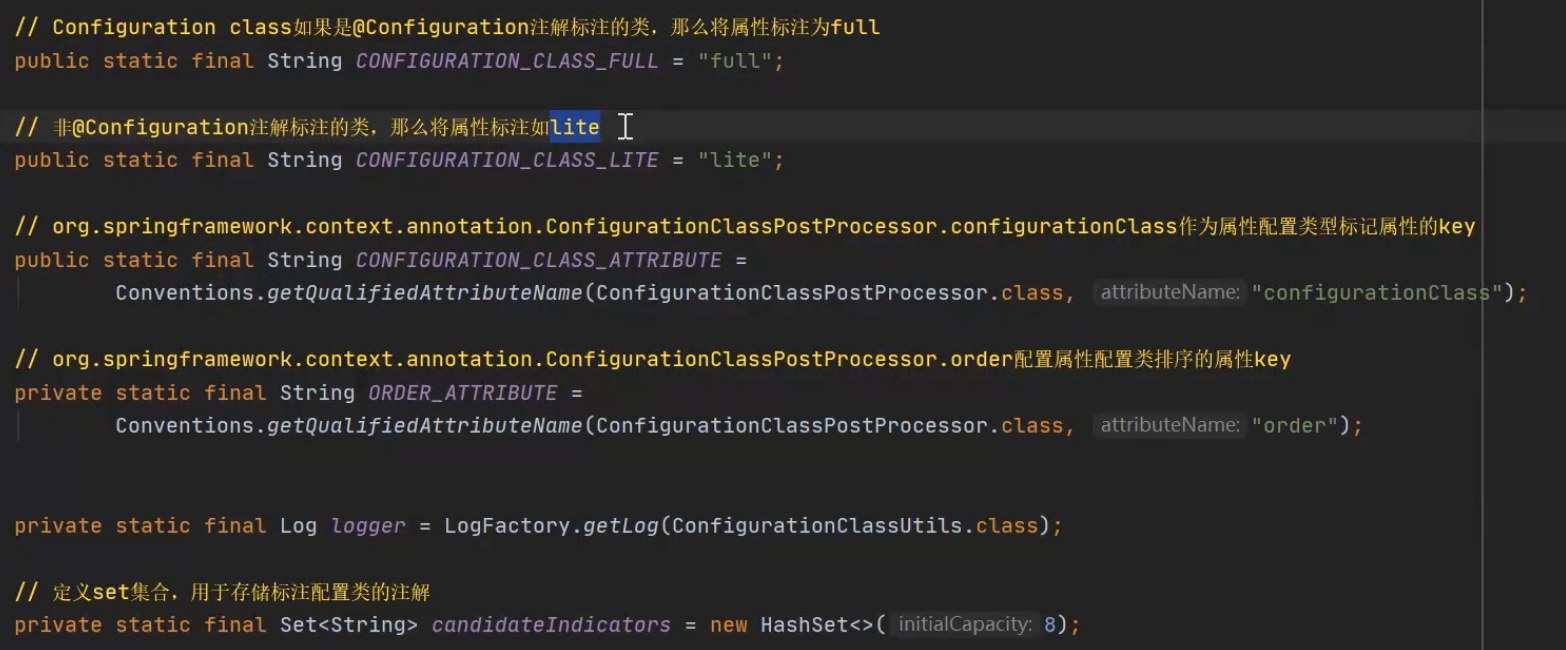 // Configuration class如果是@Configuration注解标注的类，那么将属性标注为full
public static final String CONFIGURATION_CLASS_FULL = "full";
// 非@Configuration注解标注的类，那么将属性标注如lite
public static final String CONFIGURATION_CLASS_LITE = "lite";
// org.springframework.context.annotation.ConfigurationClassPostProcessor.configurationClass作为属性配置类型标记属性的key
public static final String CONFIGURATION_CLASS_ATTRIBUTE =
Conventions.getQualifiedAttributeName(ConfigurationClassPostProcessor.class, attributeName: "configurationClass");
// org.springframework.context.annotation.ConfigurationClassPostProcessor.order配置属性配置类排序的属性key
private static final String ORDER_ATTRIBUTE =
Conventions.getQualifiedAttributeName(ConfigurationClassPostProcessor.class, attributeName: "order");
private static final Log logger = LogFactory.getLog(ConfigurationClassUtils.class);
// 定义set集合，用于存储标注配置类的注解
private static final Set<String> candidateIndicators = new HashSet<>( initialCapacity: 8);